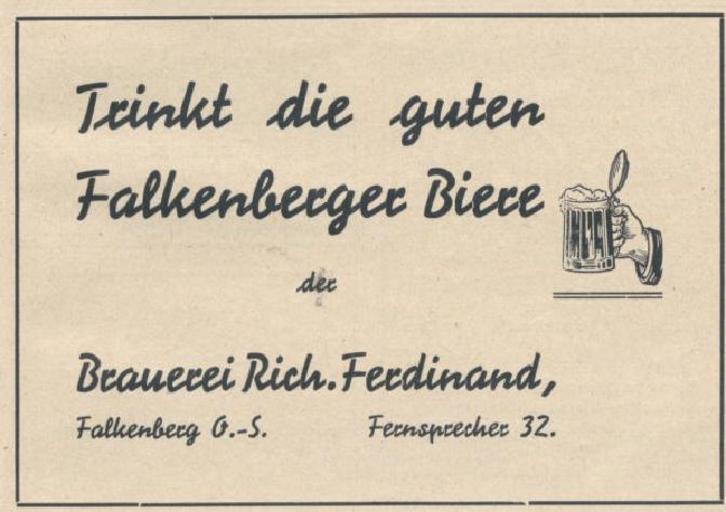 Trinkt die guten
Falkenberger Biere
der
Brauerei Rich. Ferdinand,
Falkenberg O.-S. Fernsprecher 32.